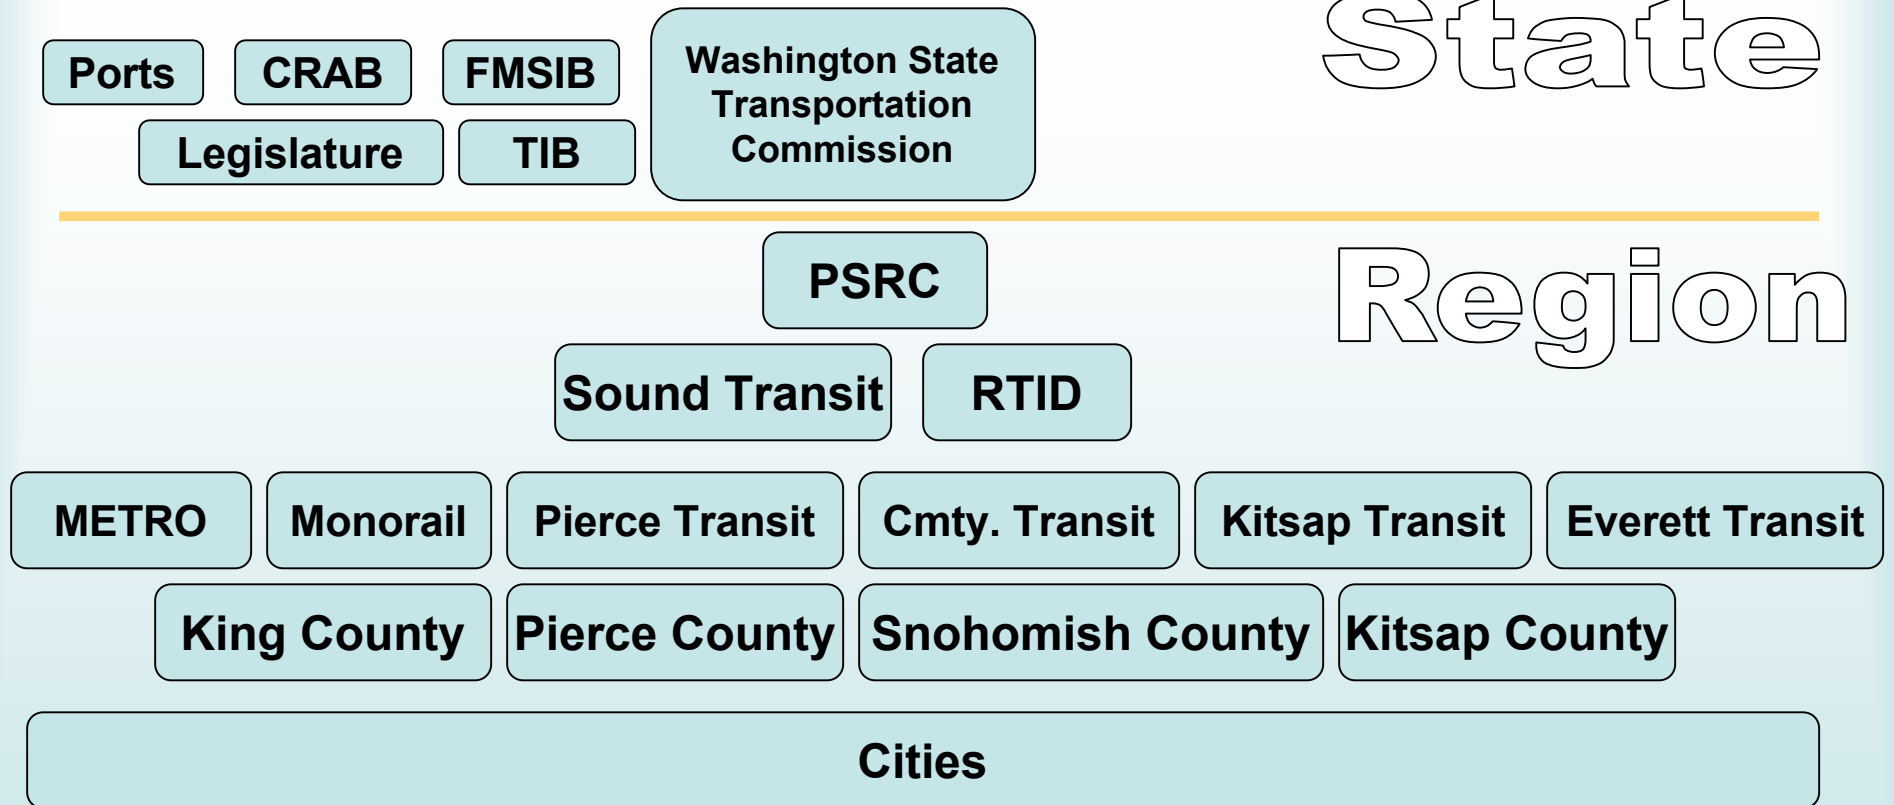 State
Ports
CRAB
FMSIB
Washington State
Transportation
Commission
Legislature
TIB
Region
PSRC
Sound Transit
RTID
METRO
Monorail
Pierce Transit
Cmty. Transit
Kitsap Transit
Everett Transit
King County
Pierce County
Snohomish County
Kitsap County
Cities